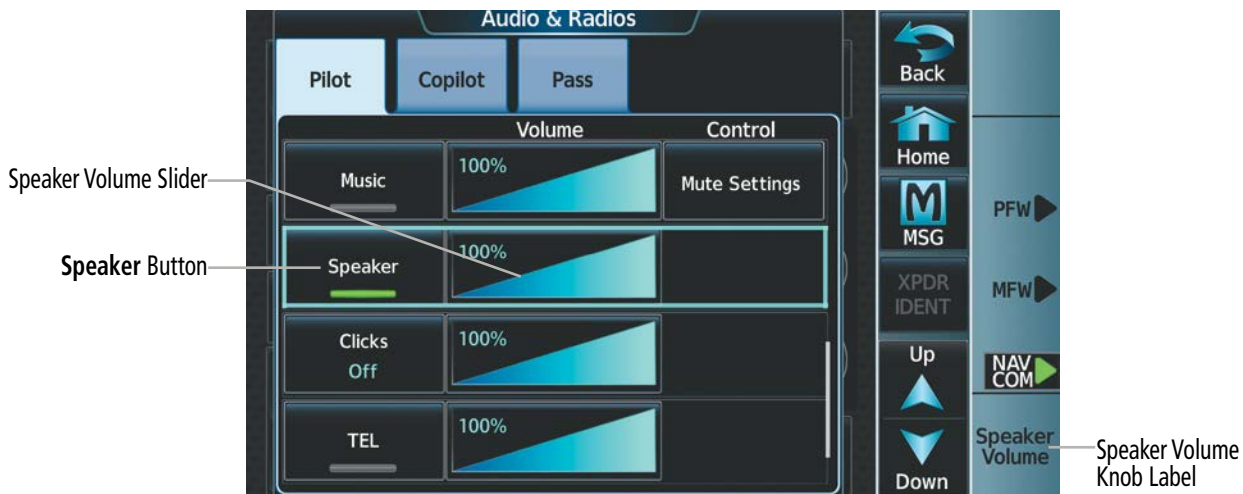 Audio & Radios
Pilot
Copilot
Pass
Back
Volume
Control
Home
Music
100%
Mute Settings
Speaker Volume Slider
MSG
PFW
Speaker Button
Speaker
100%
XPDR
IDENT
MFW
Clicks
Off
100%
Up
NAV
COM
TEL
100%
Down
Speaker
Volume
Speaker Volume
Knob Label